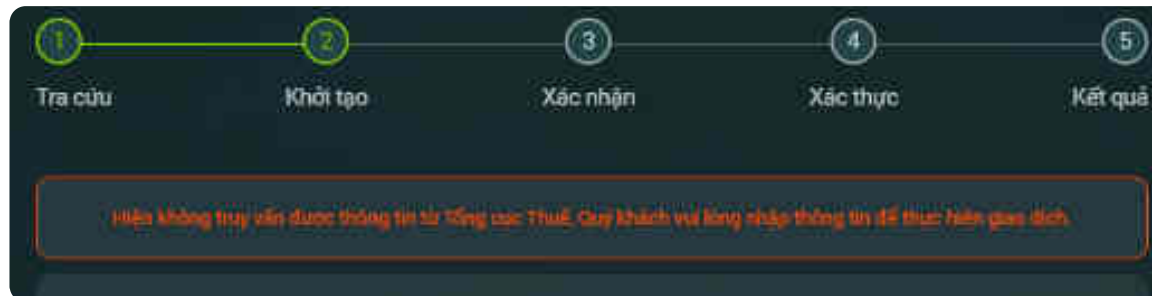 1 2 3 4 5
Tra cứu Khởi tạo Xác nhận Xác thực Kết quả
Hiện không truy vấn được thông tin từ Tổng cục Thuế. Quý khách vui lòng nhập thông tin để thực hiện giao dịch.